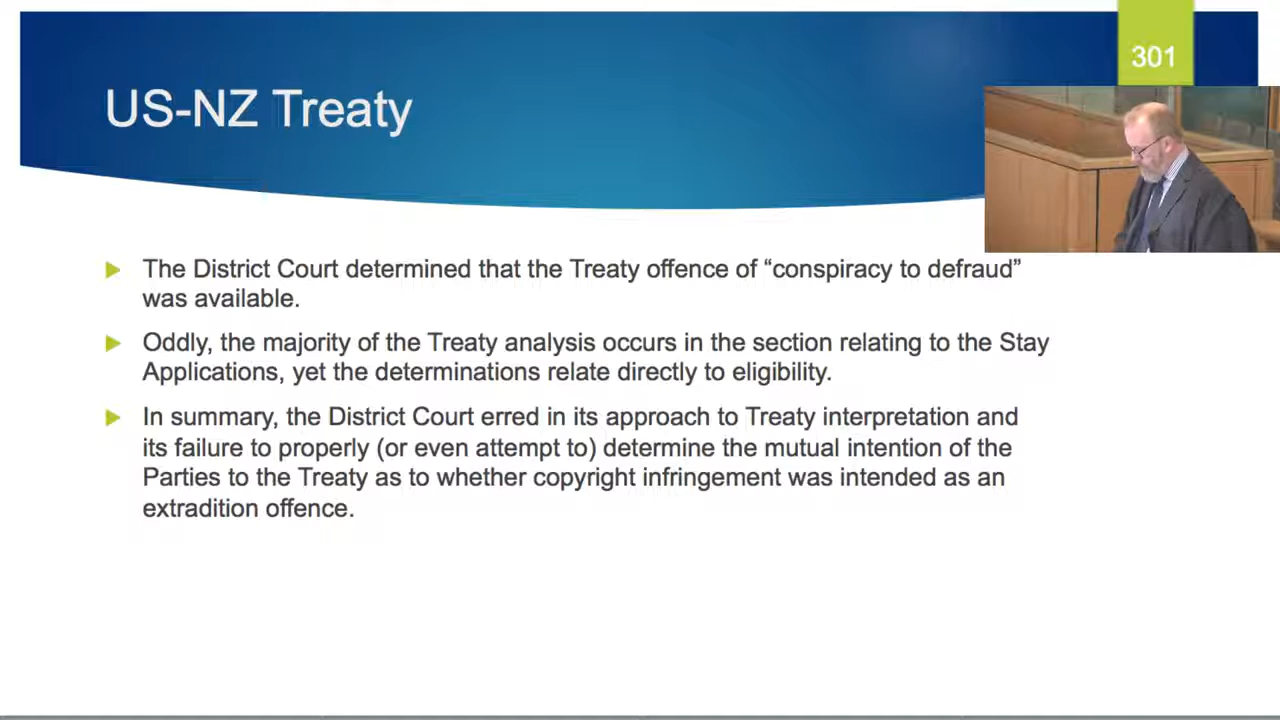 301
US-NZ Treaty
The District Court determined that the Treaty offence of “conspiracy to defraud”
was available.
Oddly, the majority of the Treaty analysis occurs in the section relating to the Stay
Applications, yet the determinations relate directly to eligibility.
In summary, the District Court erred in its approach to Treaty interpretation and
its failure to properly (or even attempt to) determine the mutual intention of the
Parties to the Treaty as to whether copyright infringement was intended as an
extradition offence.